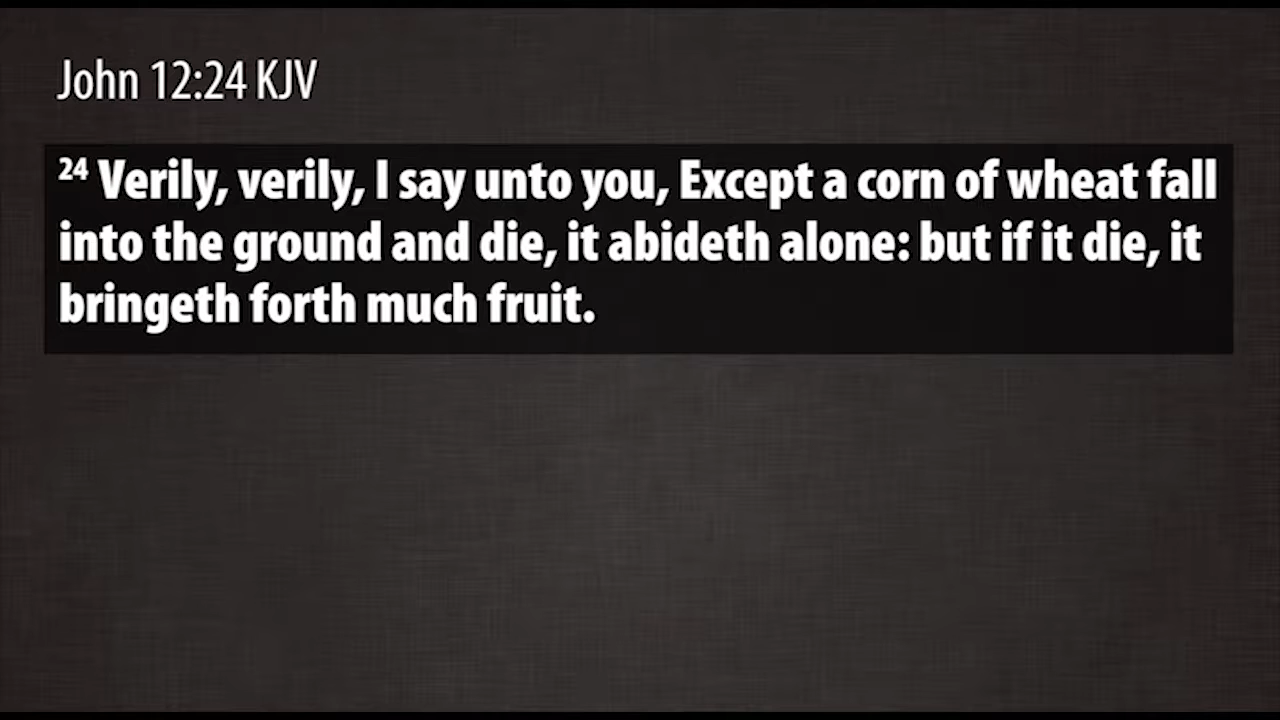 John 12:24 KJV
24 Verily, verily, I say unto you, Except a corn of wheat fall
into the ground and die, it abideth alone: but if it die, it
bringeth forth much fruit.